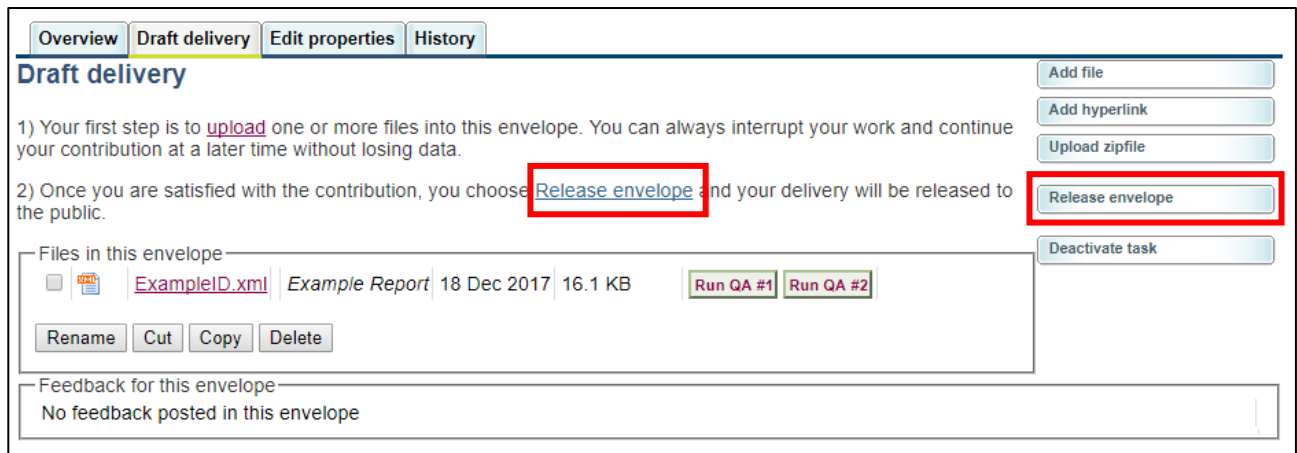 Overview Draft delivery Edit properties History
Draft delivery
1) Your first step is to upload one or more files into this envelope. You can always interrupt your work and continue
your contribution at a later time without losing data.
2) Once you are satisfied with the contribution, you choose Release envelope and your delivery will be released to
the public.
Files in this envelope
ExampleID.xml Example Report 18 Dec 2017 16.1 KB Run QA #1 Run QA #2
Rename Cut Copy Delete
Feedback for this envelope
No feedback posted in this envelope
Add file
Add hyperlink
Upload zipfile
Release envelope
Deactivate task